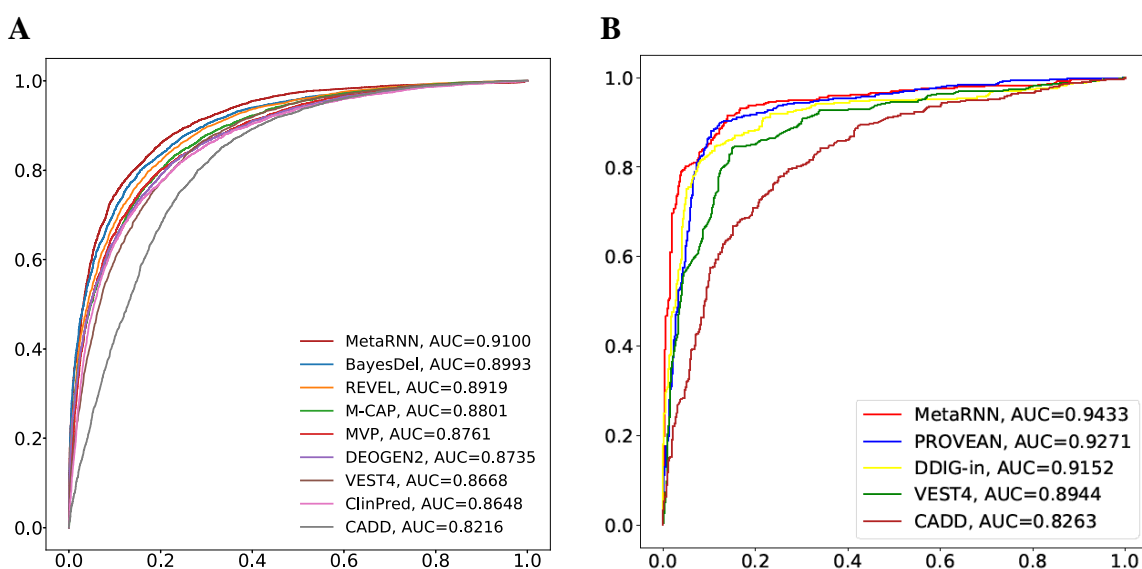 A
1.0
0.8
0.6
0.4
0.2
0.0
0.0 0.2 0.4 0.6 0.8 1.0
MetaRNN, AUC=0.9100
BayesDel, AUC=0.8993
REVEL, AUC=0.8919
M-CAP, AUC=0.8801
MVP, AUC=0.8761
DEOGEN2, AUC=0.8735
VEST4, AUC=0.8668
ClinPred, AUC=0.8648
CADD, AUC=0.8216
B
1.0
0.8
0.6
0.4
0.2
0.0
0.0 0.2 0.4 0.6 0.8 1.0
MetaRNN, AUC=0.9433
PROVEAN, AUC=0.9271
DDIG-in, AUC=0.9152
VEST4, AUC=0.8944
CADD, AUC=0.8263